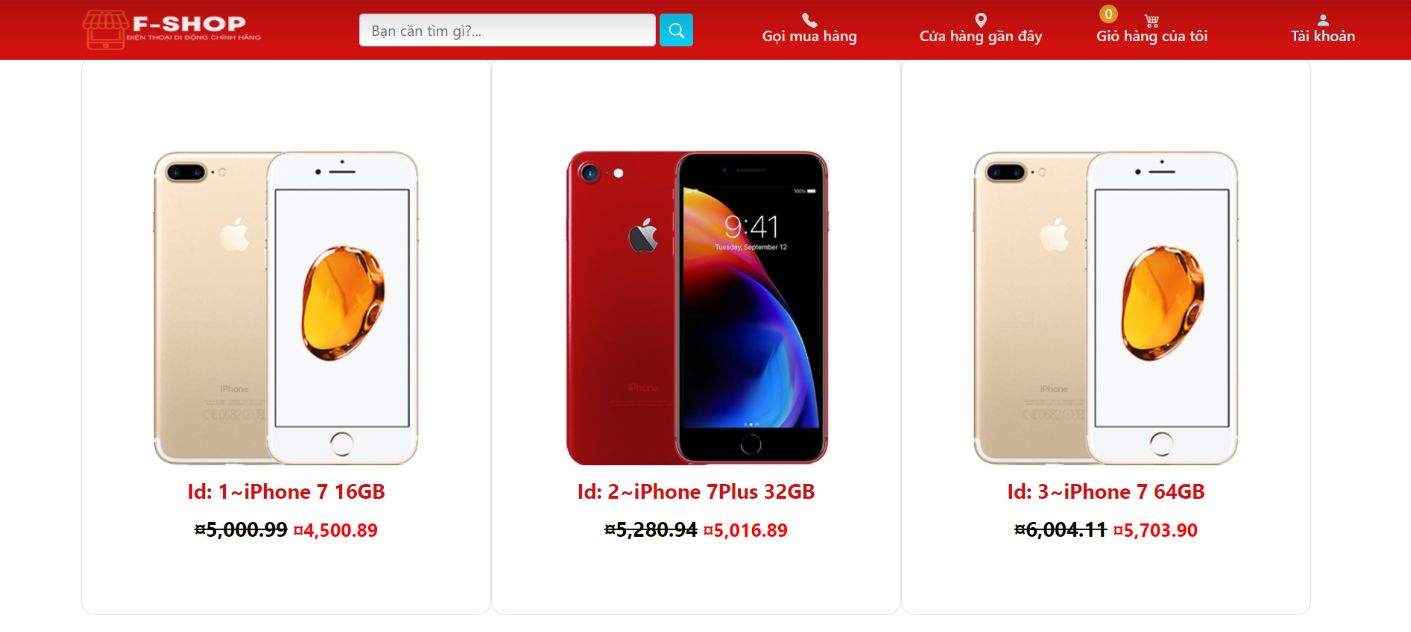 F-SHOP
ĐIỆN THOẠI DI ĐỘNG CHÍNH HÃNG
Bạn cần tìm gì?...
Gọi mua hàng
Cửa hàng gần đây
0
Giỏ hàng của tôi
Tài khoản
iPhone
9:41
Tuesday, September 12
100%
iPhone
iPhone
Id: 1~iPhone 7 16GB
Id: 2~iPhone 7Plus 32GB
Id: 3~iPhone 7 64GB
¤5,000.99 ¤4,500.89
¤5,280.94 ¤5,016.89
¤6,004.11 ¤5,703.90